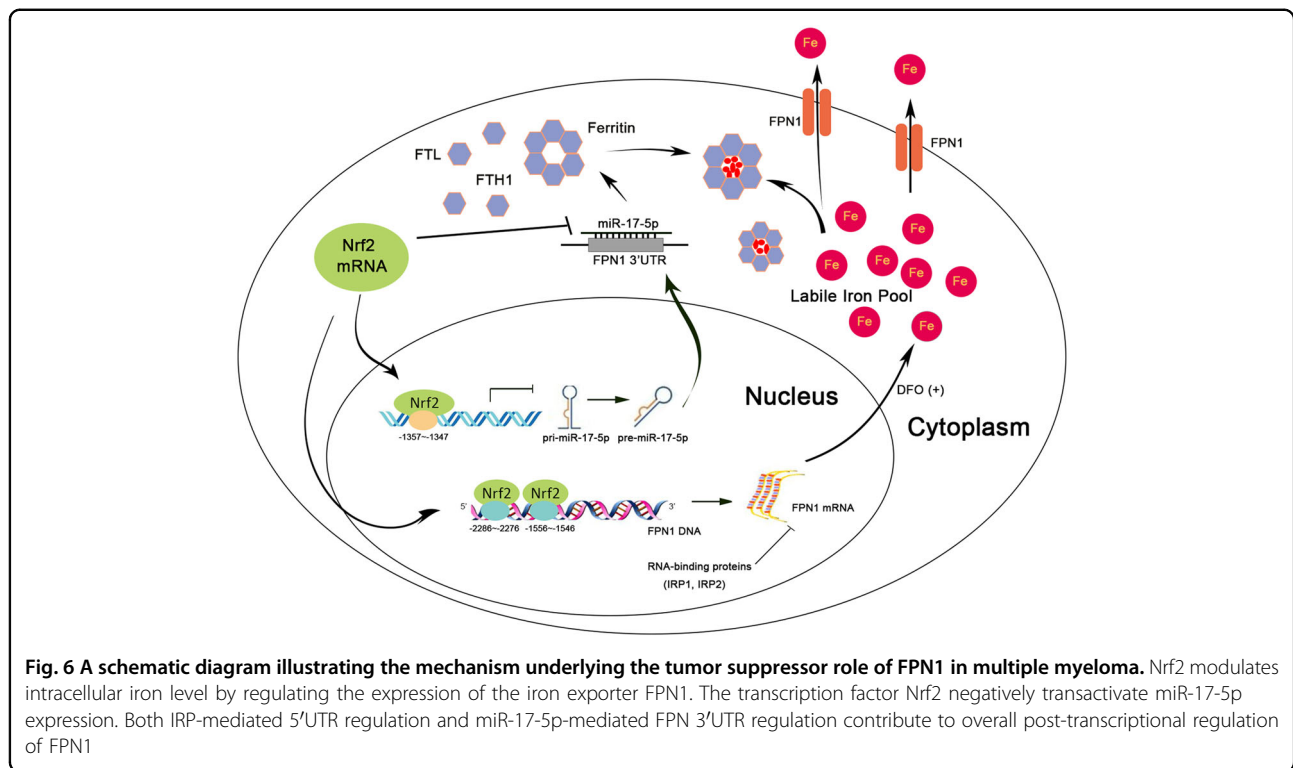 Fe
Fe
FPN1
FPN1
Ferritin
FTL
FTH1
miR-17-5p
FPN1 3'UTR
Nrf2
mRNA
Fe
Fe
Fe
Fe
Fe
Fe
Labile Iron Pool
Fe
Fe
DFO (+)
Nucleus
Cytoplasm
Nrf2
-1357~-1347
pri-miR-17-5p
pre-miR-17-5p
Nrf2
Nrf2
5'
3'
-2286~-2276
-1556~-1546
FPN1 DNA
FPN1 mRNA
RNA-binding proteins
(IRP1, IRP2)
Fig. 6 A schematic diagram illustrating the mechanism underlying the tumor suppressor role of FPN1 in multiple myeloma. Nrf2 modulates
intracellular iron level by regulating the expression of the iron exporter FPN1. The transcription factor Nrf2 negatively transactivate miR-17-5p
expression. Both IRP-mediated 5′UTR regulation and miR-17-5p-mediated FPN 3′UTR regulation contribute to overall post-transcriptional regulation
of FPN1